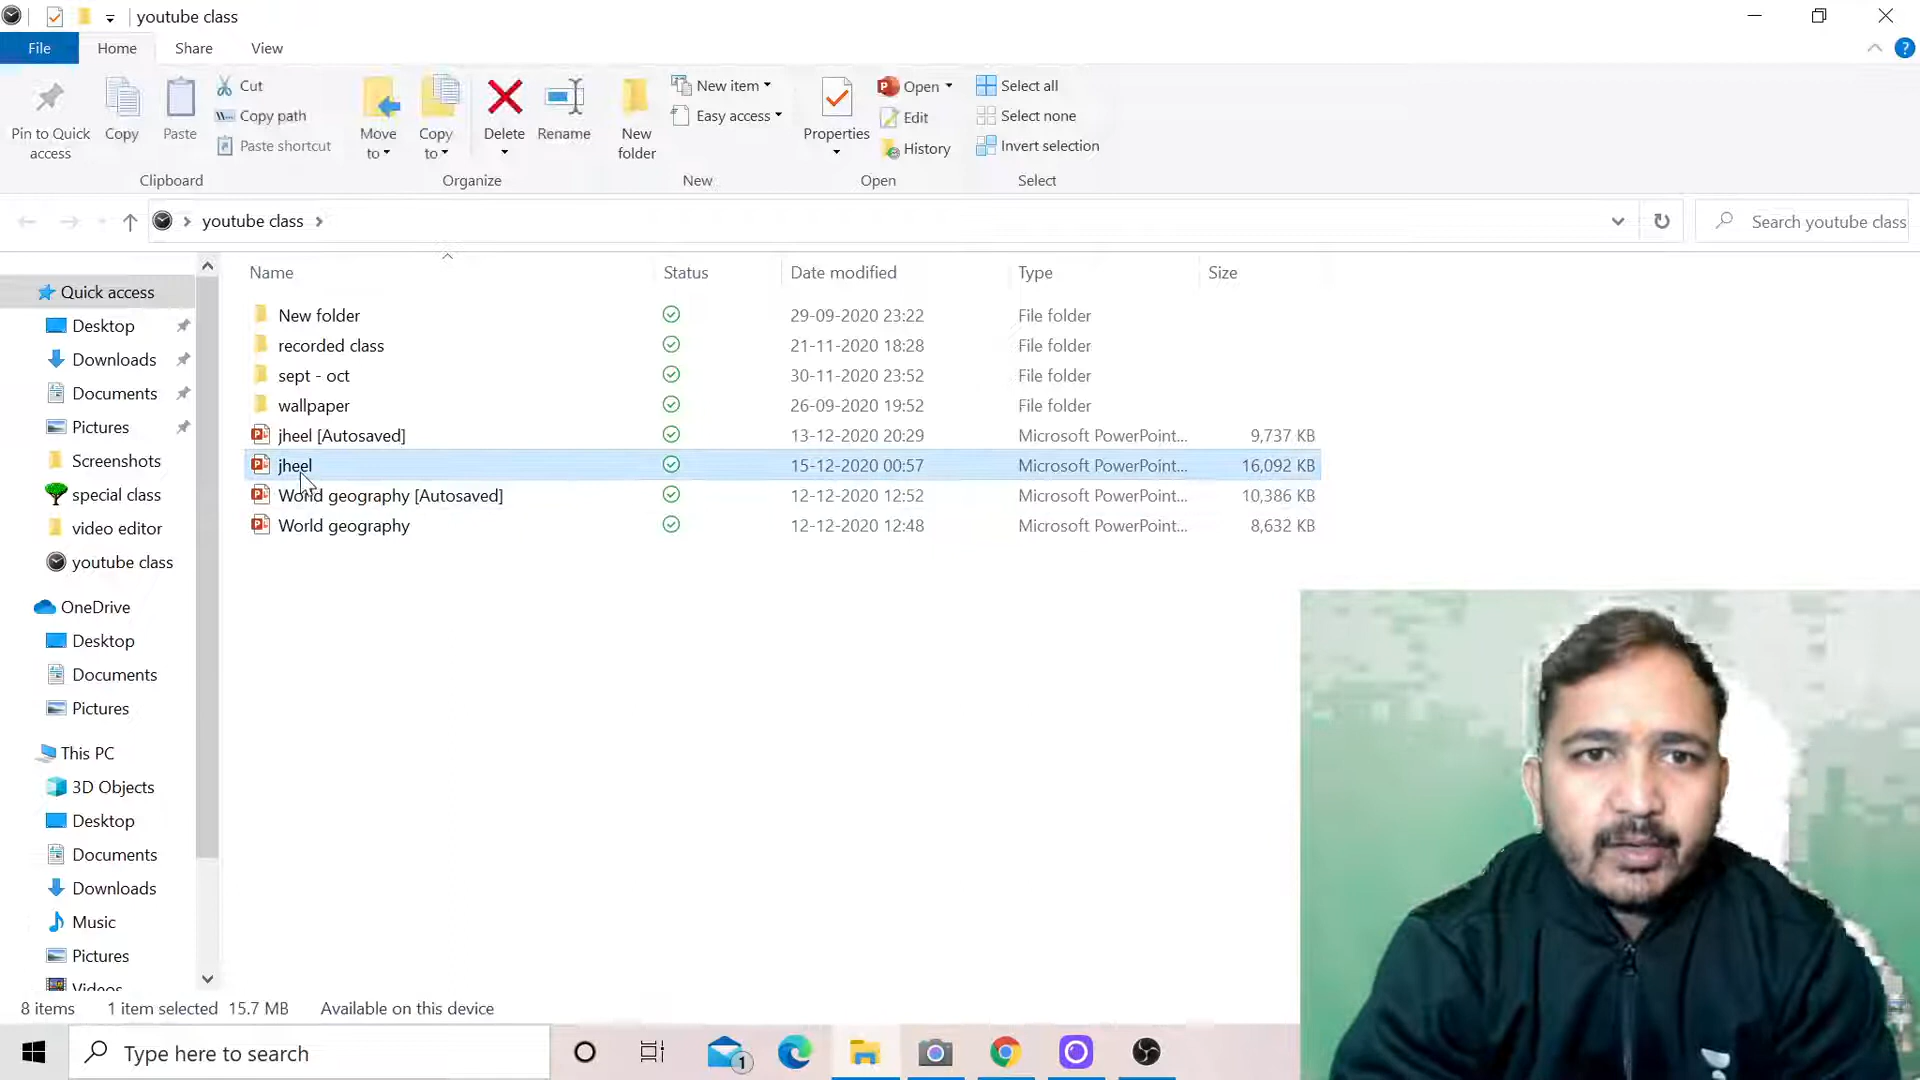 youtube class
File Home Share View
Pin to Quick access
Copy
Paste
Cut
Copy path
Paste shortcut
Clipboard
Move to
Copy to
Delete
Rename
Organize
New folder
New item
Easy access
New
Properties
Open
Edit
History
Open
Select all
Select none
Invert selection
Select
youtube class
Search youtube class
Name Status Date modified Type Size
New folder 29-09-2020 23:22 File folder
recorded class 21-11-2020 18:28 File folder
sept - oct 30-11-2020 23:52 File folder
wallpaper 26-09-2020 19:52 File folder
jheel [Autosaved] 13-12-2020 20:29 Microsoft PowerPoint... 9,737 KB
jheel 15-12-2020 00:57 Microsoft PowerPoint... 16,092 KB
World geography [Autosaved] 12-12-2020 12:52 Microsoft PowerPoint... 10,386 KB
World geography 12-12-2020 12:48 Microsoft PowerPoint... 8,632 KB
Quick access
Desktop
Downloads
Documents
Pictures
Screenshots
special class
video editor
youtube class
OneDrive
Desktop
Documents
Pictures
This PC
3D Objects
Desktop
Documents
Downloads
Music
Pictures
Videos
8 items 1 item selected 15.7 MB Available on this device
Type here to search
1